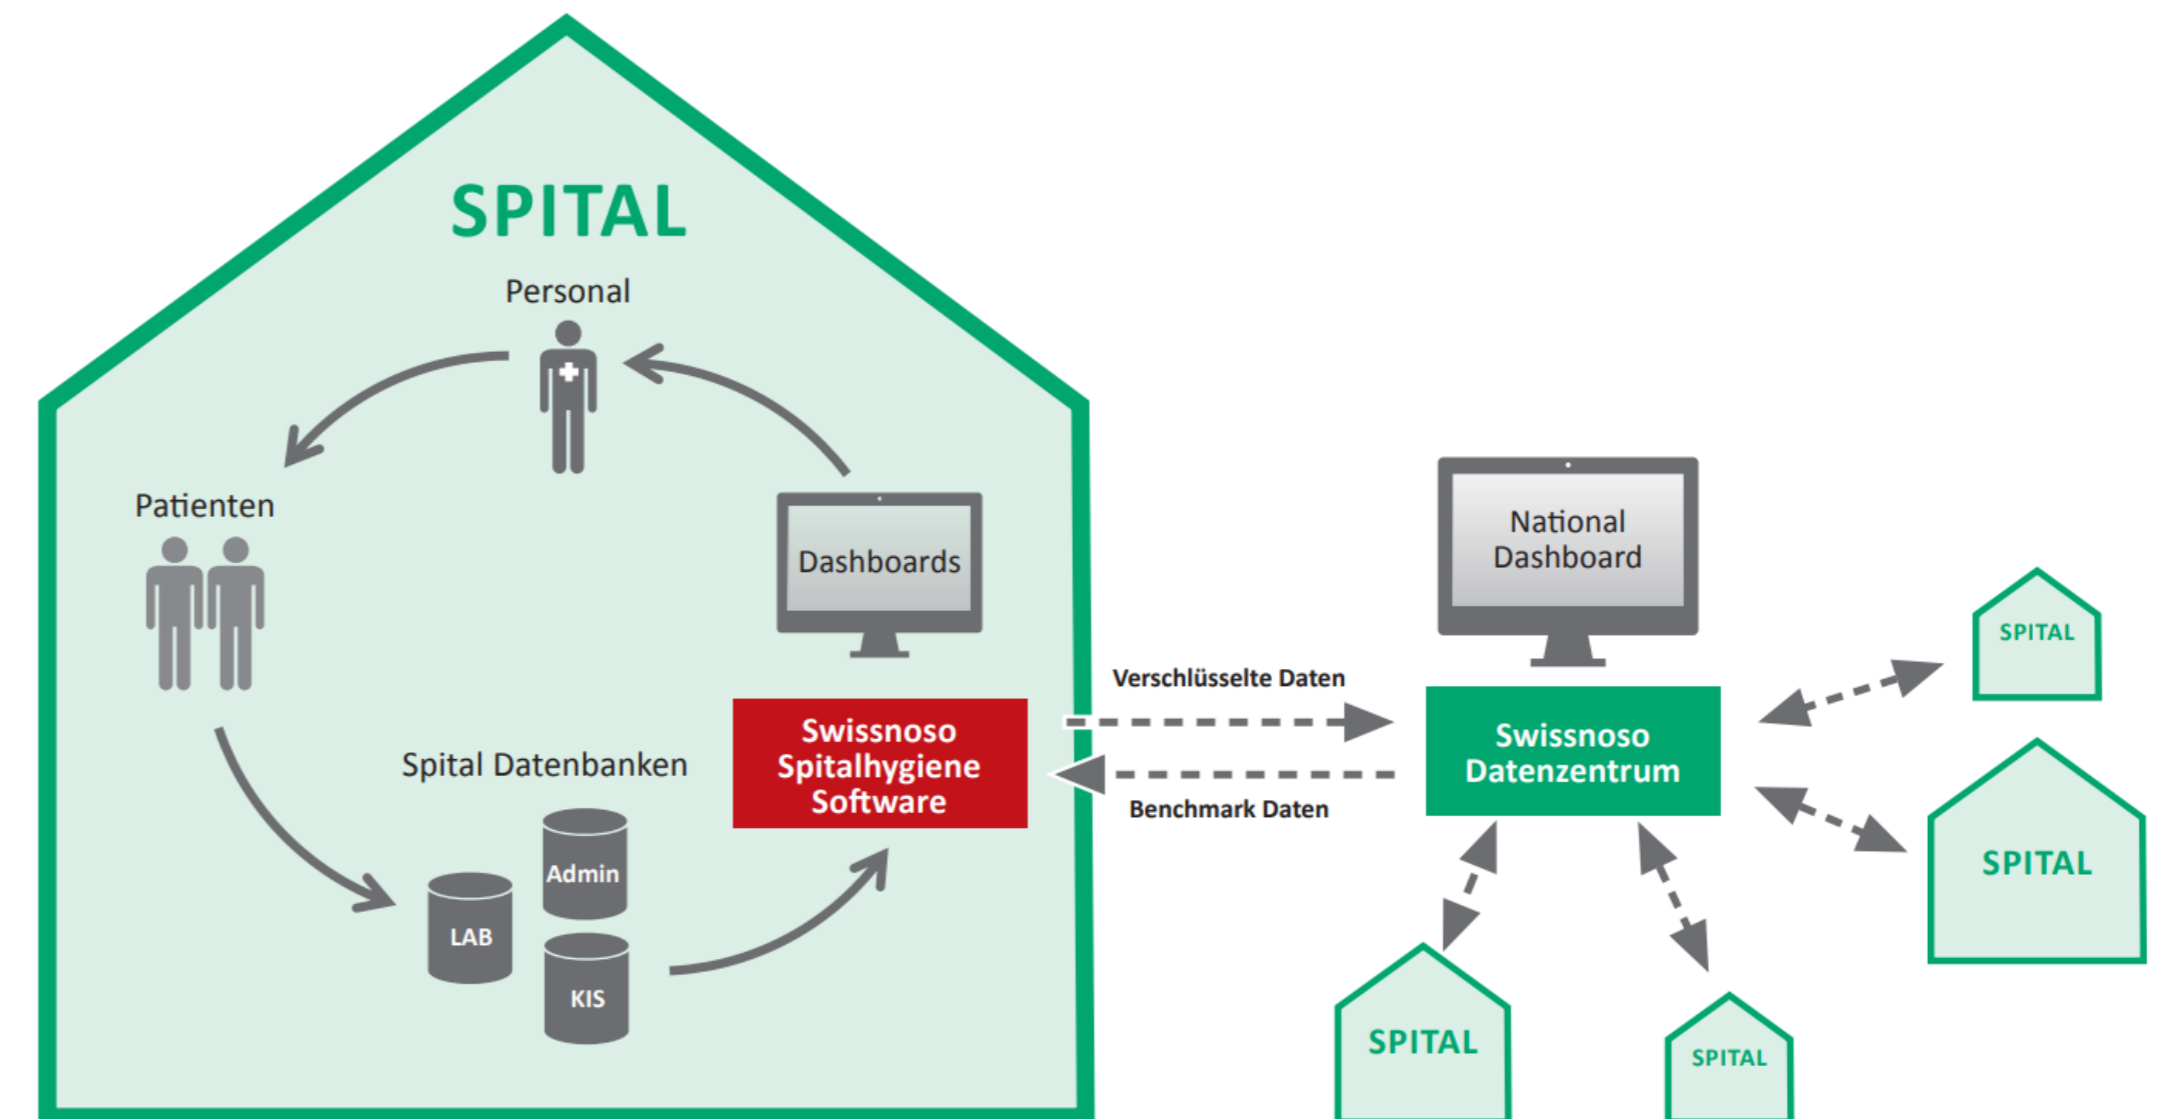 SPITAL
Personal
Patienten
Dashboards
Spital Datenbanken
Swissnoso
Spitalhygiene
Software
Admin
LAB
KIS
Verschlüsselte Daten
Benchmark Daten
National
Dashboard
Swissnoso
Datenzentrum
SPITAL
SPITAL
SPITAL
SPITAL